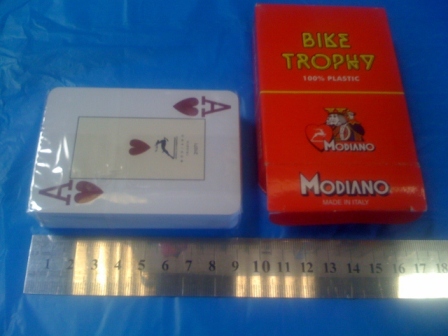 BIKE
TROPHY
100% PLASTIC
MODIANO
MODIANO
MADE IN ITALY
A
A
1 2 3 4 5 6 7 8 9 10 11 12 13 14 15 16 17 18